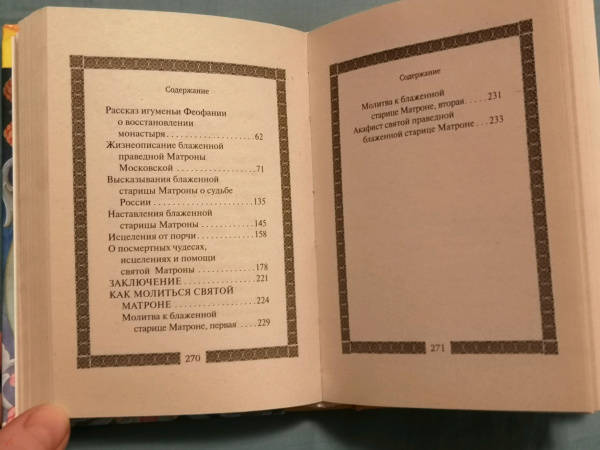 Содержание
Рассказ игуменьи Феофании
о восстановлении
монастыря . . . . . . . . . . . . . . . . 62
Жизнеописание блаженной
праведной Матроны
Московской . . . . . . . . . . . . . . 71
Высказывания блаженной
старицы Матроны о судьбе
России . . . . . . . . . . . . . . . . . . 135
Наставления блаженной
старицы Матроны . . . . . . . . . 145
Исцеления от порчи . . . . . . . . . . 158
О посмертных чудесах,
исцелениях и помощи
святой Матроны . . . . . . . . . . 178
ЗАКЛЮЧЕНИЕ . . . . . . . . . . . . . 221
КАК МОЛИТЬСЯ СВЯТОЙ
МАТРОНЕ . . . . . . . . . . . . . . . 224
Молитва к блаженной
старице Матроне, первая . . . . 229
270
Содержание
Молитва к блаженной
старице Матроне, вторая . . . . . 231
Акафист святой праведной
блаженной старице Матроне . . . 233
271